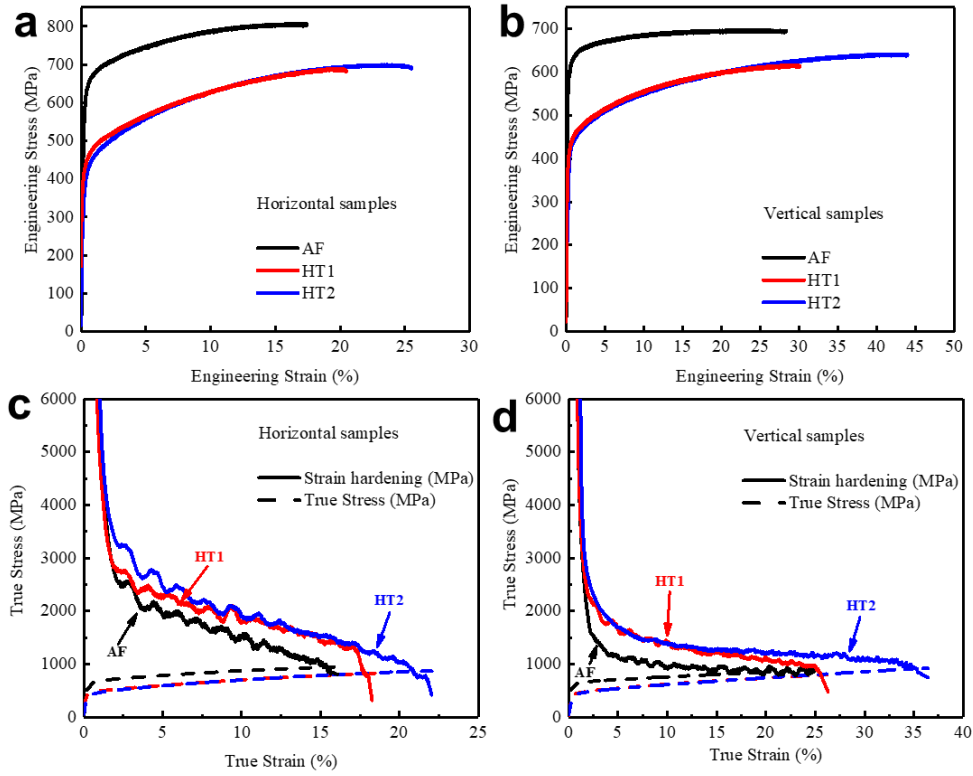 a
Engineering Stress (MPa)
800
700
600
500
400
300
200
100
0
Horizontal samples
AF
HT1
HT2
0 5 10 15 20 25 30
Engineering Strain (%)
b
Engineering Stress (MPa)
700
600
500
400
300
200
100
0
Vertical samples
AF
HT1
HT2
0 5 10 15 20 25 30 35 40 45 50
Engineering Strain (%)
c
True Stress (MPa)
6000
5000
4000
3000
2000
1000
0
Horizontal samples
Strain hardening (MPa)
True Stress (MPa)
HT1
HT2
AF
0 5 10 15 20 25
True Strain (%)
d
True Stress (MPa)
6000
5000
4000
3000
2000
1000
0
Vertical samples
Strain hardening (MPa)
True Stress (MPa)
HT1
HT2
AF
0 5 10 15 20 25 30 35 40
True Strain (%)